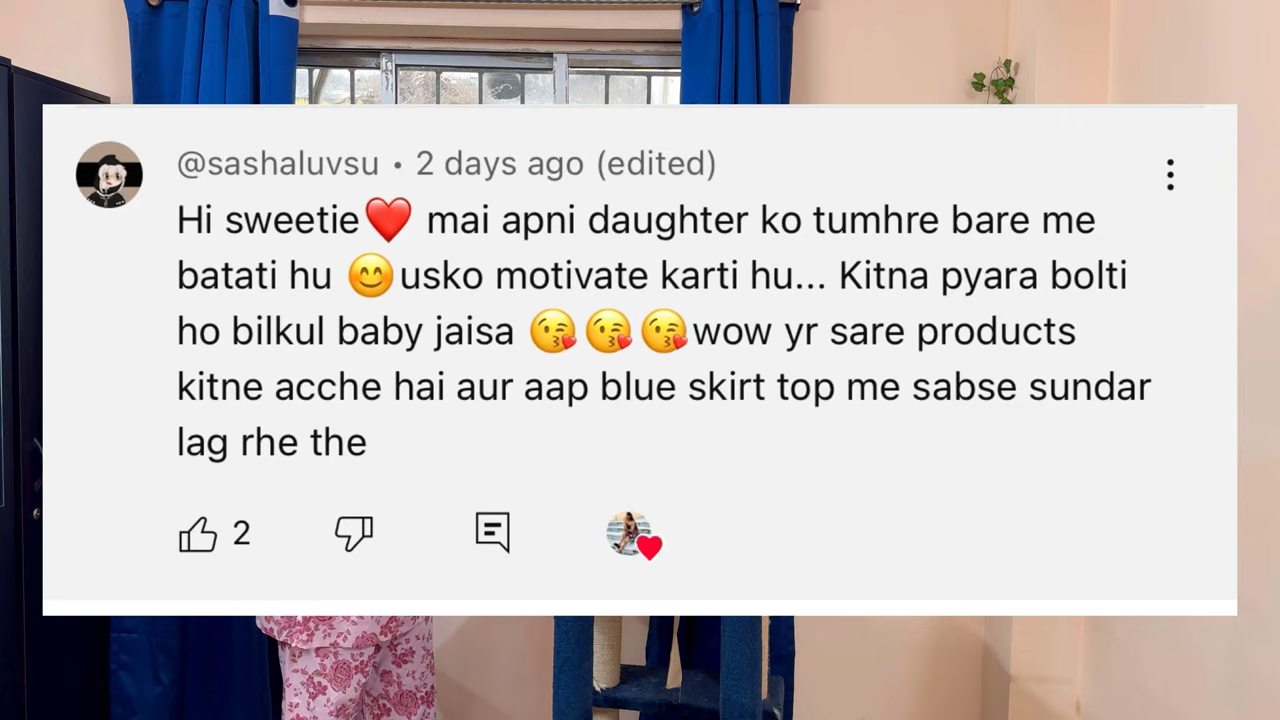 @sashaluvsu • 2 days ago (edited)
Hi sweetie❤️ mai apni daughter ko tumhre bare me
batati hu 😊usko motivate karti hu... Kitna pyara bolti
ho bilkul baby jaisa 😘😘😘wow yr sare products
kitne acche hai aur aap blue skirt top me sabse sundar
lag rhe the
2